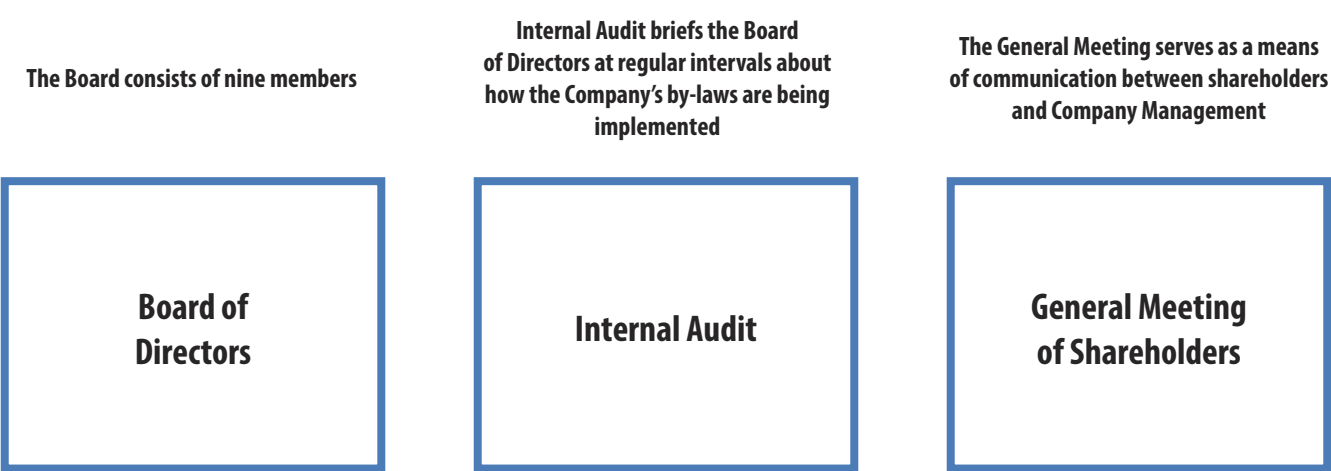 The Board consists of nine members
Internal Audit briefs the Board
of Directors at regular intervals about
how the Company's by-laws are being
implemented
The General Meeting serves as a means
of communication between shareholders
and Company Management
Board of
Directors
Internal Audit
General Meeting
of Shareholders